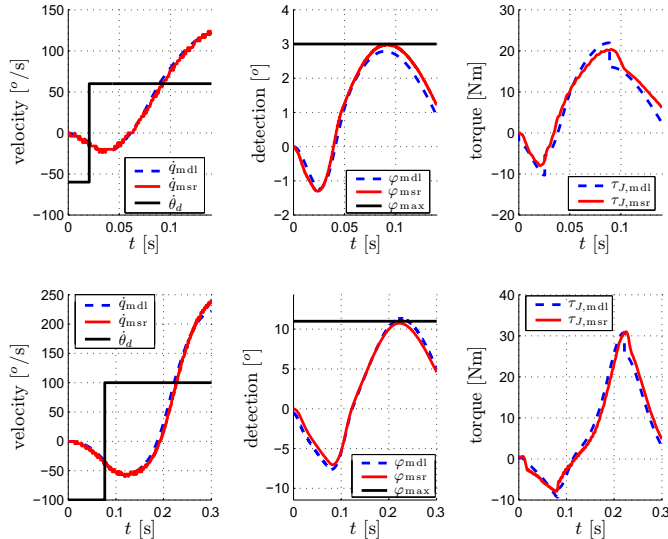 velocity [°/s]
150
100
50
0
−50
−100
0
0.05
0.1
0.15
t [s]
q̇mdl
q̇msr
θ̇d
detection [°]
4
3
2
1
0
−1
−2
0
0.1
t [s]
φmdl
φmsr
φmax
torque [Nm]
30
20
10
0
−10
−20
0
0.05
0.1
0.15
t [s]
τJ,mdl
τJ,msr
velocity [°/s]
250
200
150
100
50
0
−50
−100
0
0.1
0.2
0.3
t [s]
q̇mdl
q̇msr
θ̇d
detection [°]
10
5
0
−5
−10
0
0.1
0.2
0.3
t [s]
φmdl
φmsr
φmax
torque [Nm]
40
30
20
10
0
−10
0
0.1
0.2
0.3
t [s]
τJ,mdl
τJ,msr